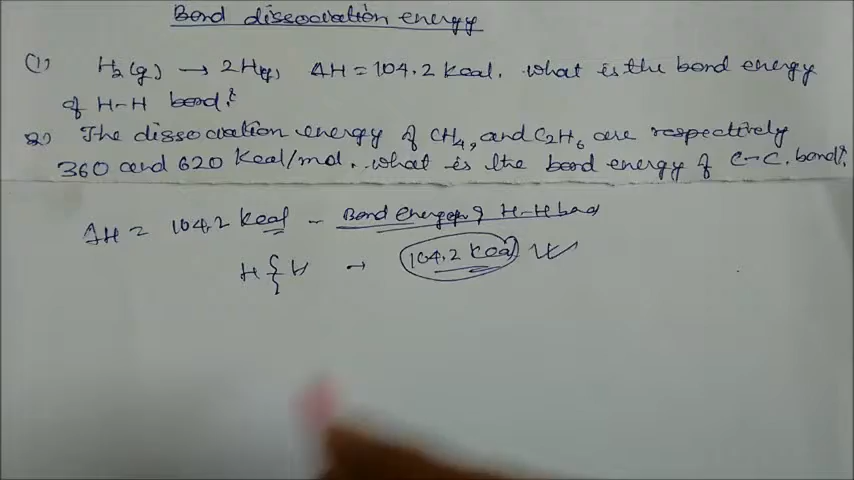 Bond dissociation energy
(1) H2(g) → 2H(g), ΔH = 104.2 Kcal. what is the bond energy
of H-H bond?
2) The dissociation energy of CH4, and C2H6 are respectively
360 and 620 Kcal/mol. what is the bond energy of C-C. bond?
ΔH = 104.2 Kcal - Bond energy of H-H bond
H H → 104.2 Kcal